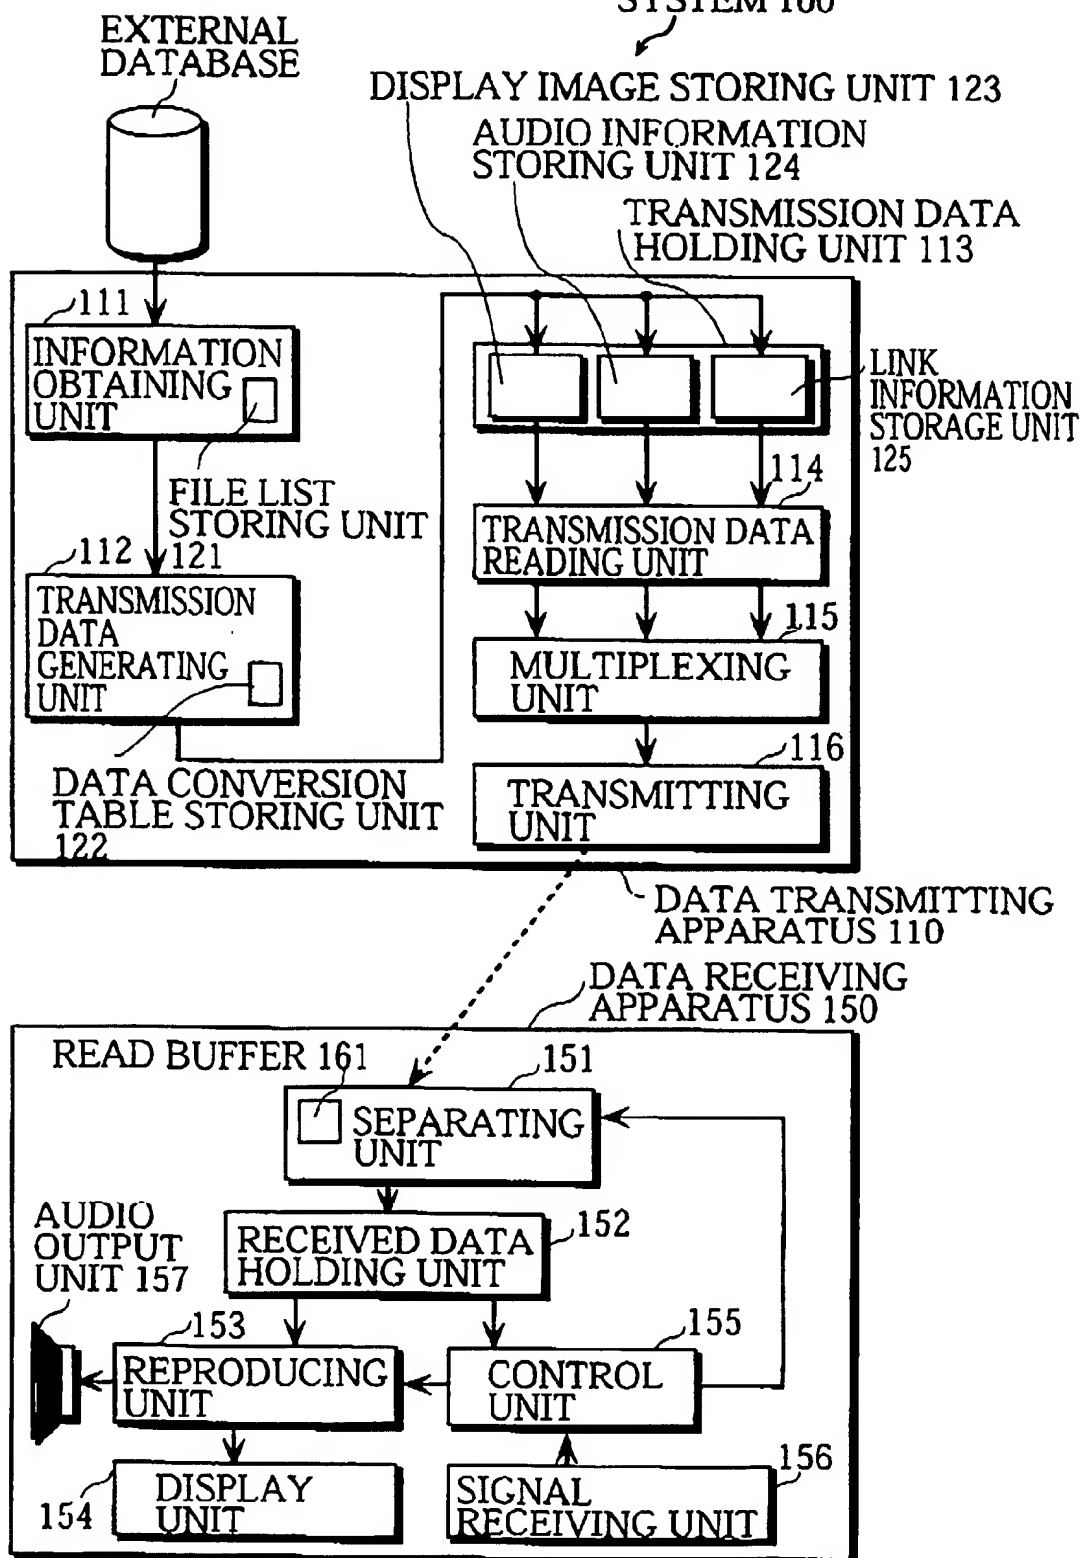 SYSTEM 100
EXTERNAL
DATABASE
DISPLAY IMAGE STORING UNIT 123
AUDIO INFORMATION
STORING UNIT 124
TRANSMISSION DATA
HOLDING UNIT 113
111
INFORMATION
OBTAINING
UNIT
LINK
INFORMATION
STORAGE UNIT
125
FILE LIST
STORING UNIT
121
114
TRANSMISSION DATA
READING UNIT
112
TRANSMISSION
DATA
GENERATING
UNIT
115
MULTIPLEXING
UNIT
116
TRANSMITTING
UNIT
DATA CONVERSION
TABLE STORING UNIT
122
DATA TRANSMITTING
APPARATUS 110
DATA RECEIVING
APPARATUS 150
READ BUFFER 161
151
SEPARATING
UNIT
AUDIO
OUTPUT
UNIT 157
152
RECEIVED DATA
HOLDING UNIT
153
REPRODUCING
UNIT
155
CONTROL
UNIT
154
DISPLAY
UNIT
156
SIGNAL
RECEIVING UNIT